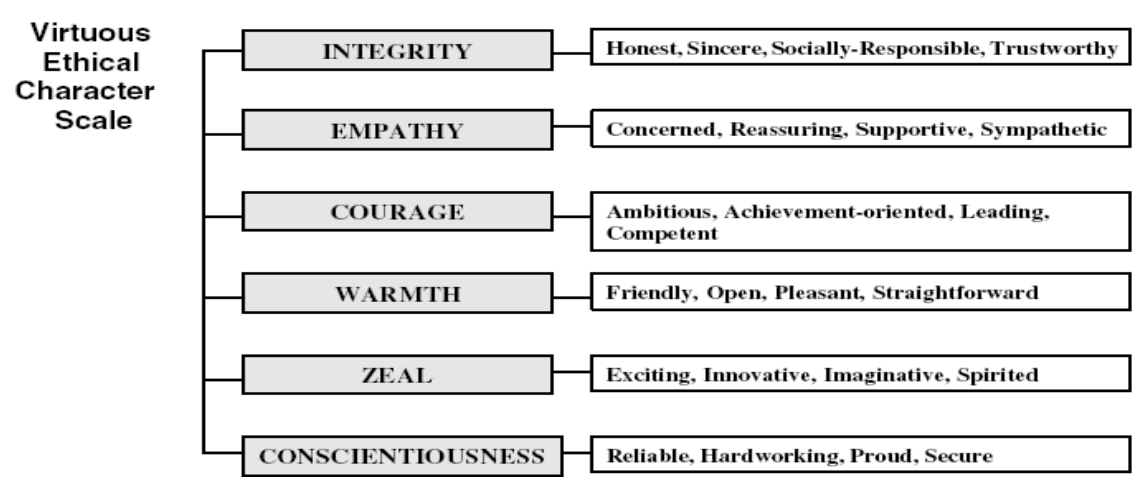 Virtuous
Ethical
Character
Scale
INTEGRITY
Honest, Sincere, Socially-Responsible, Trustworthy
EMPATHY
Concerned, Reassuring, Supportive, Sympathetic
COURAGE
Ambitious, Achievement-oriented, Leading,
Competent
WARMTH
Friendly, Open, Pleasant, Straightforward
ZEAL
Exciting, Innovative, Imaginative, Spirited
CONSCIENTIOUSNESS
Reliable, Hardworking, Proud, Secure